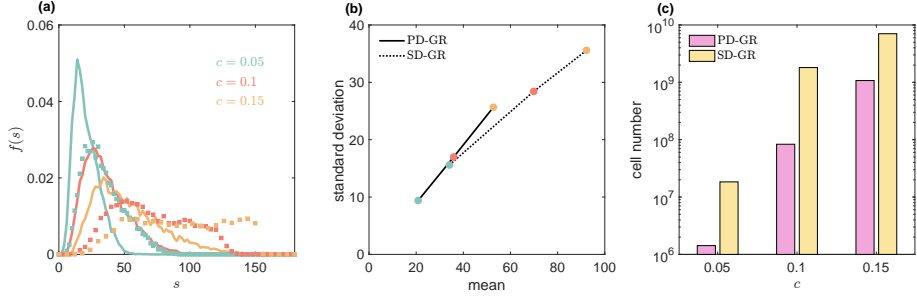 (a)
f(s)
0.06
0.04
0.02
0
c = 0.05
c = 0.1
c = 0.15
0 50 100 150
s
(b)
standard deviation
40
30
20
10
0
PD-GR
SD-GR
0 20 40 60 80 100
mean
(c)
cell number
10^10
10^9
10^8
10^7
10^6
PD-GR
SD-GR
0.05 0.1 0.15
c